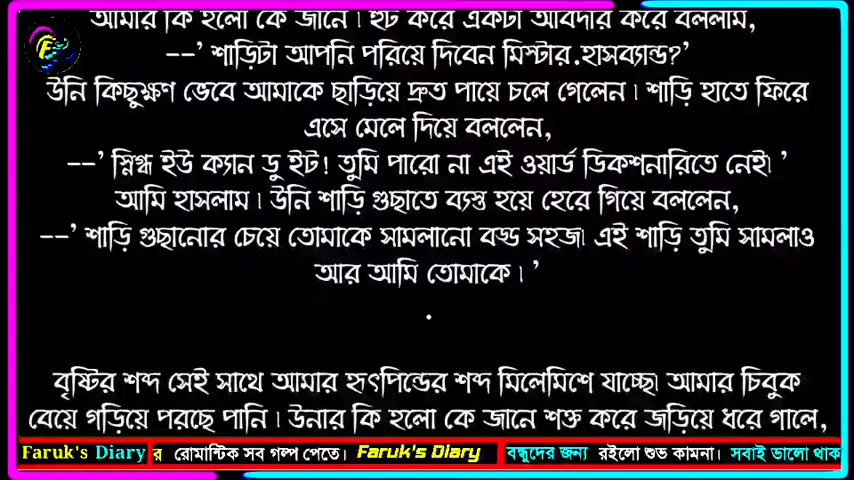 আমার কি হলো কে জানে। হুট করে একটা আবদার করে বললাম,
--' শাড়িটা আপনি পরিয়ে দিবেন মিস্টার.হাসব্যান্ড?'
উনি কিছুক্ষণ ভেবে আমাকে ছাড়িয়ে দ্রুত পায়ে চলে গেলেন। শাড়ি হাতে ফিরে
এসে মেলে দিয়ে বললেন,
--' স্নিগ্ধ ইউ ক্যান ডু ইট! তুমি পারো না এই ওয়ার্ড ডিকশনারিতে নেই। '
আমি হাসলাম। উনি শাড়ি গুছাতে ব্যস্ত হয়ে হেরে গিয়ে বললেন,
--' শাড়ি গুছানোর চেয়ে তোমাকে সামলানো বড্ড সহজ। এই শাড়ি তুমি সামলাও
আর আমি তোমাকে। '
.
বৃষ্টির শব্দ সেই সাথে আমার হৃৎপিন্ডের শব্দ মিলেমিশে যাচ্ছে। আমার চিবুক
বেয়ে গড়িয়ে পরছে পানি। উনার কি হলো কে জানে শক্ত করে জড়িয়ে ধরে গালে,
Faruk's Diary র রোমান্টিক সব গল্প পেতে। Faruk's Diary বন্ধুদের জন্য রইলো শুভ কামনা। সবাই ভালো থাক